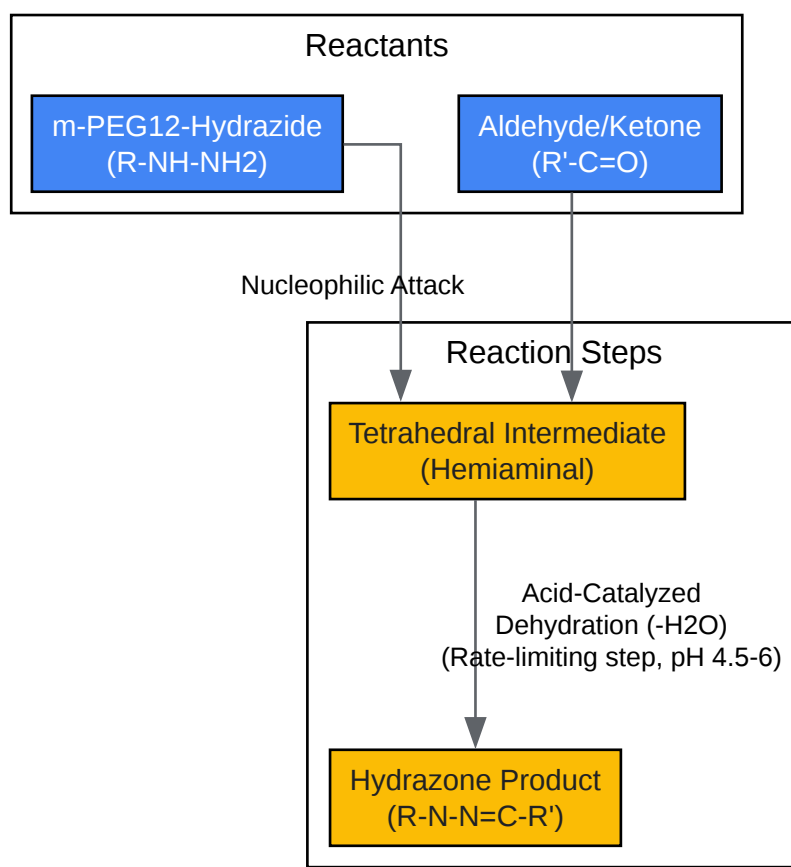 Reactants
m-PEG12-Hydrazide
(R-NH-NH2)
Aldehyde/Ketone
(R'-C=O)
Nucleophilic Attack
Reaction Steps
Tetrahedral Intermediate
(Hemiaminal)
Acid-Catalyzed
Dehydration (-H2O)
(Rate-limiting step, pH 4.5-6)
Hydrazone Product
(R-N-N=C-R')